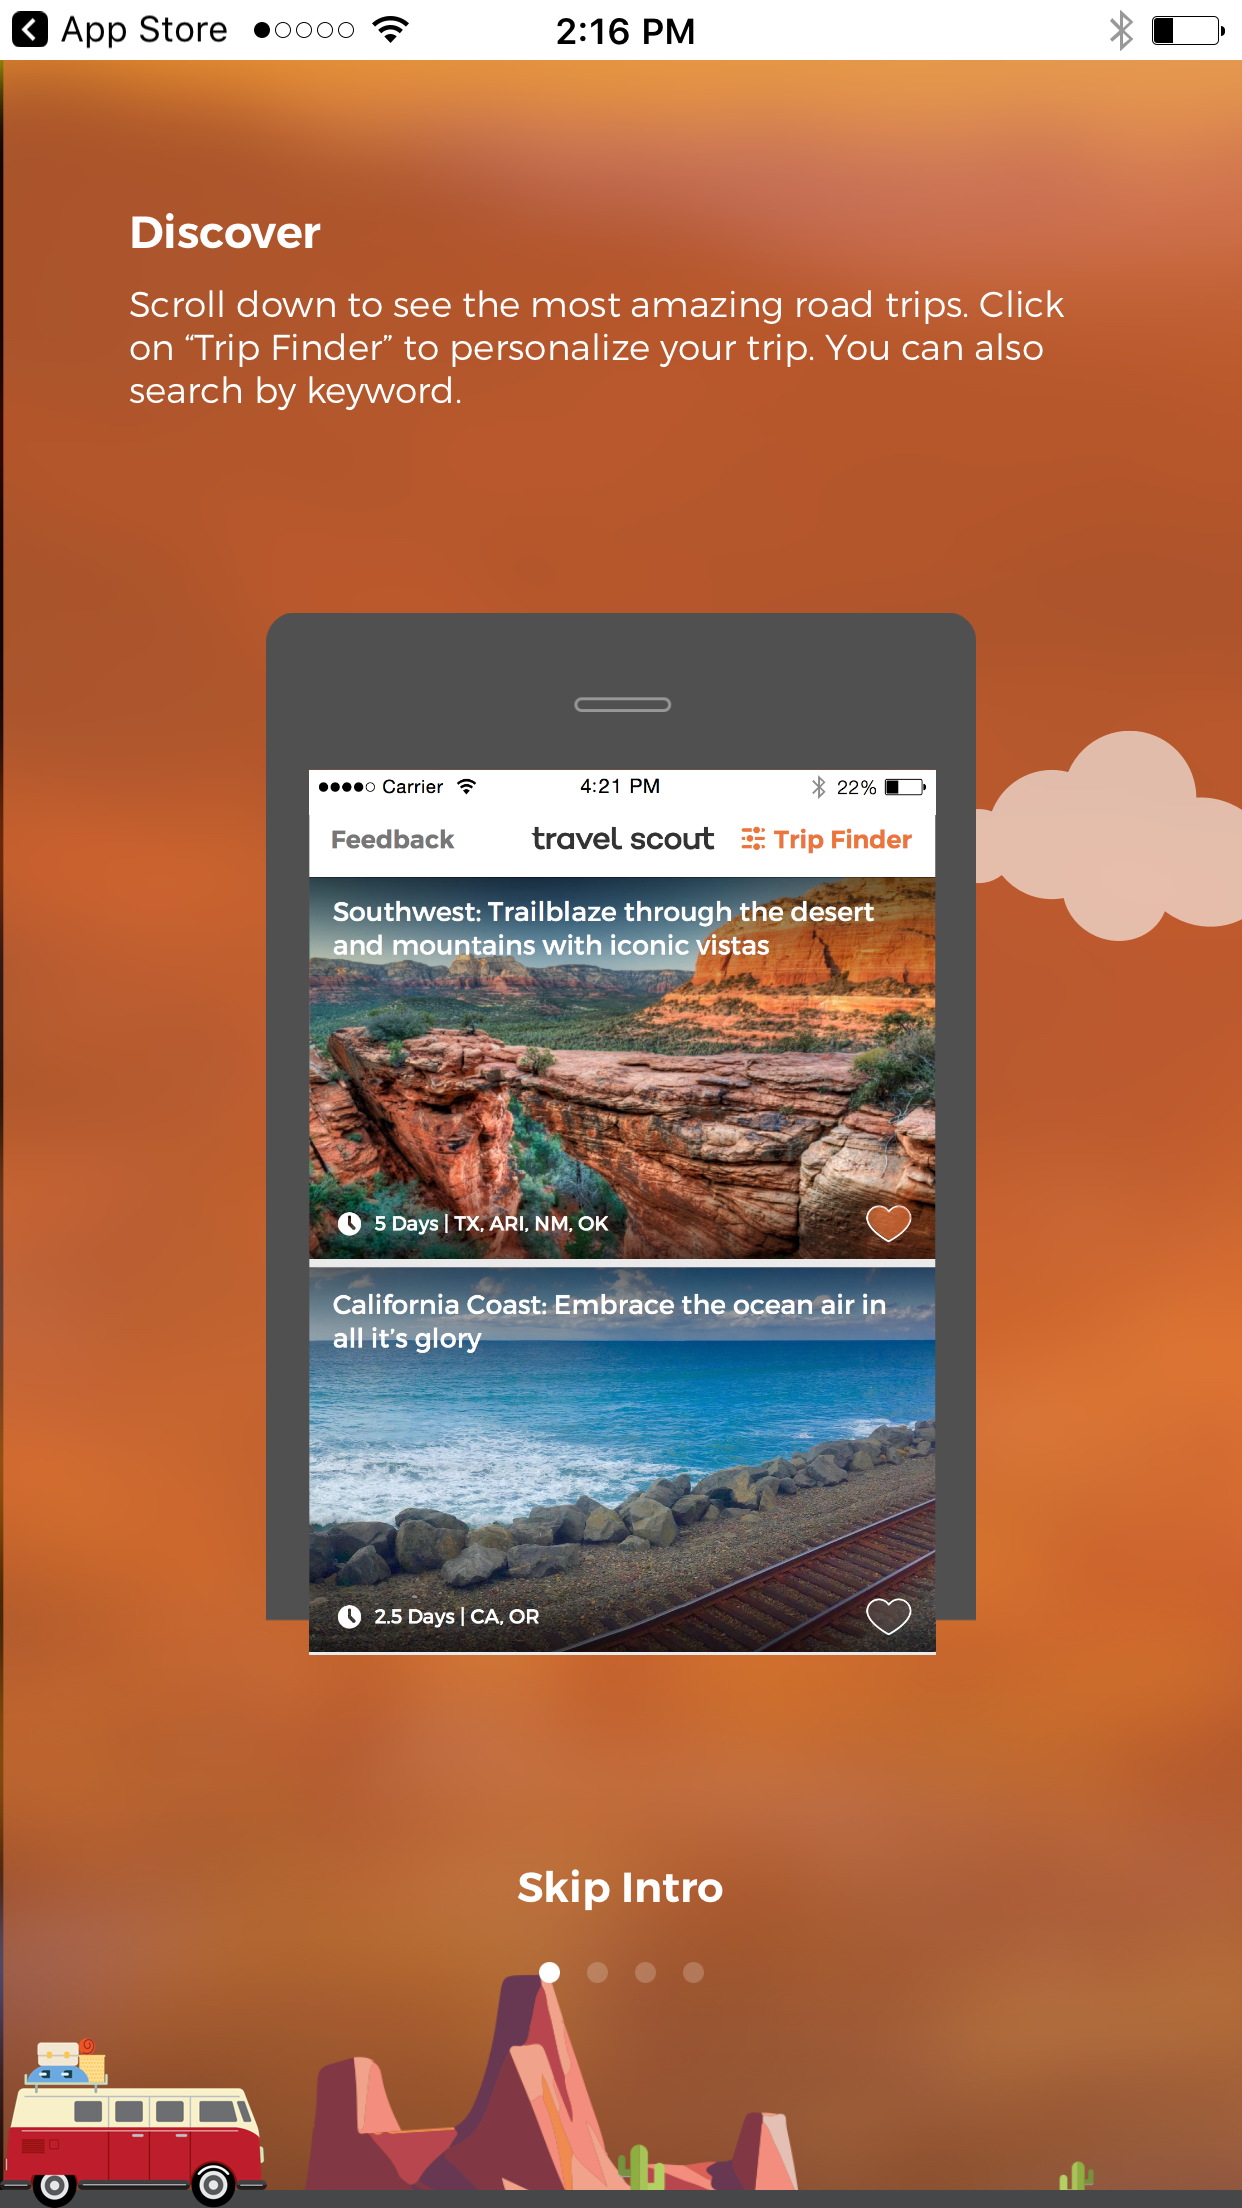 App Store 2:16 PM
Discover
Scroll down to see the most amazing road trips. Click
on “Trip Finder” to personalize your trip. You can also
search by keyword.
Carrier 4:21 PM 22%
Feedback travel scout Trip Finder
Southwest: Trailblaze through the desert
and mountains with iconic vistas
5 Days | TX, ARI, NM, OK
California Coast: Embrace the ocean air in
all it’s glory
2.5 Days | CA, OR
Skip Intro